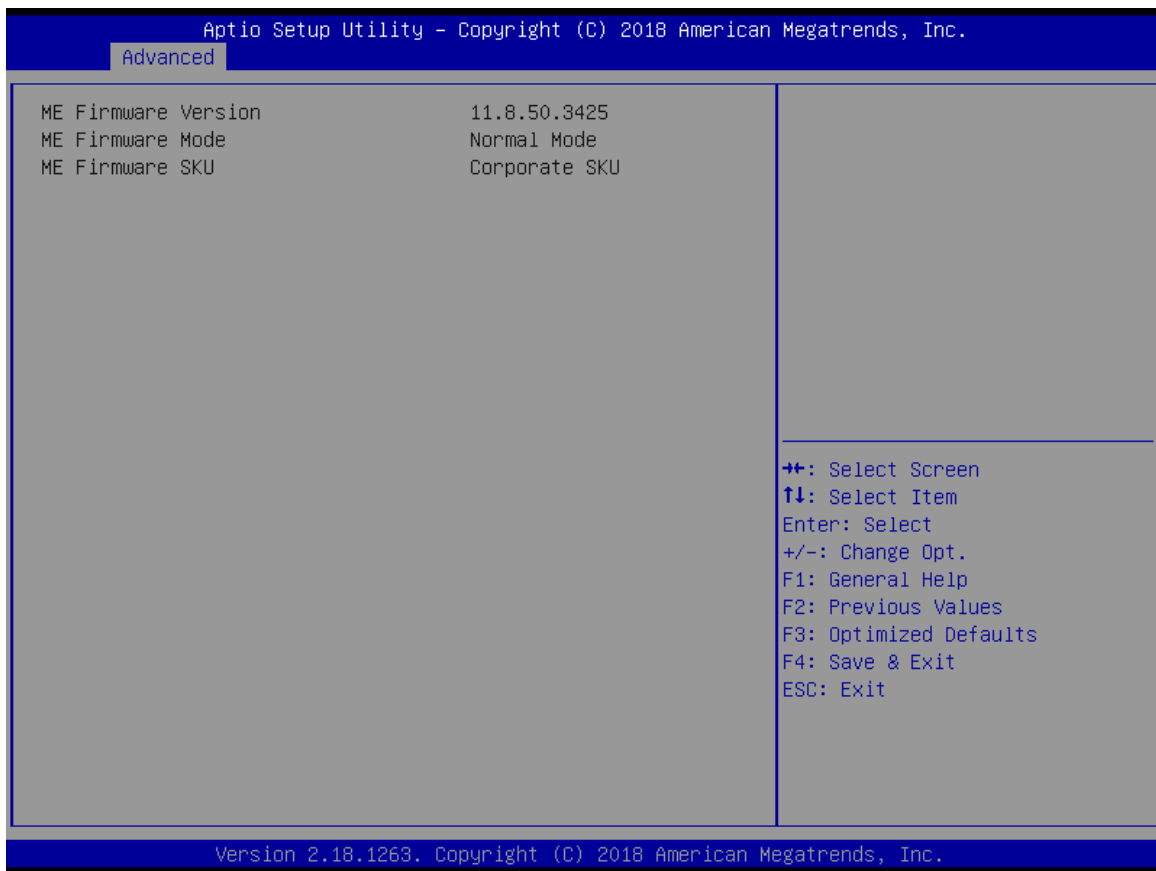 Aptio Setup Utility – Copyright (C) 2018 American Megatrends, Inc.
Advanced
ME Firmware Version 11.8.50.3425
ME Firmware Mode Normal Mode
ME Firmware SKU Corporate SKU
→←: Select Screen
↑↓: Select Item
Enter: Select
+/-: Change Opt.
F1: General Help
F2: Previous Values
F3: Optimized Defaults
F4: Save & Exit
ESC: Exit
Version 2.18.1263. Copyright (C) 2018 American Megatrends, Inc.